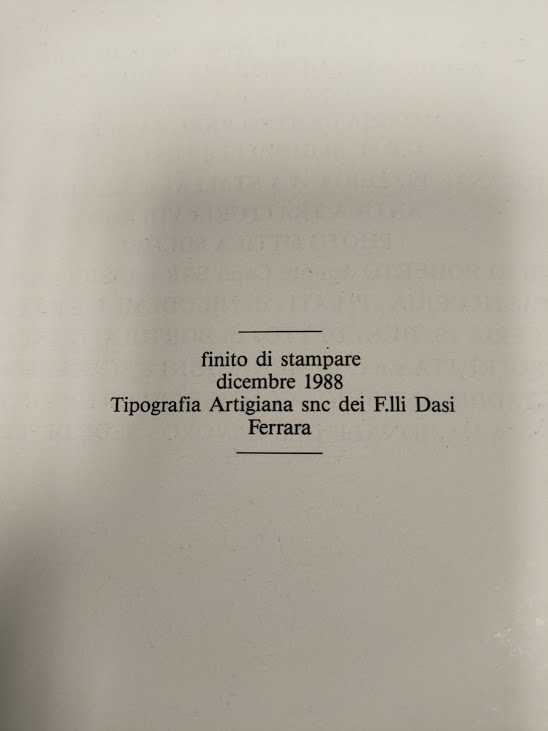 finito di stampare
dicembre 1988
Tipografia Artigiana snc dei F.lli Dasi
Ferrara